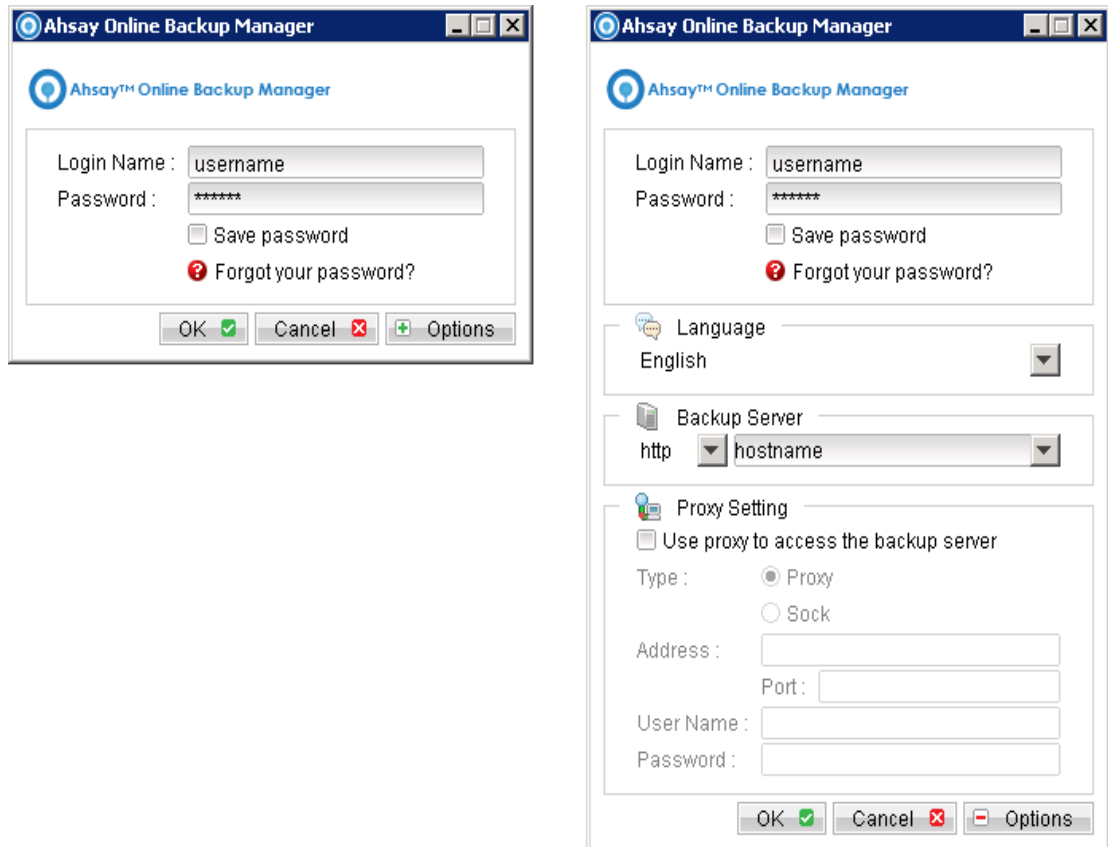 Ahsay Online Backup Manager
Ahsay™ Online Backup Manager
Login Name : username
Password : ******
Save password
Forgot your password?
OK Cancel Options
Ahsay Online Backup Manager
Ahsay™ Online Backup Manager
Login Name : username
Password : ******
Save password
Forgot your password?
Language
English
Backup Server
http hostname
Proxy Setting
Use proxy to access the backup server
Type : Proxy
Sock
Address :
Port :
User Name :
Password :
OK Cancel Options